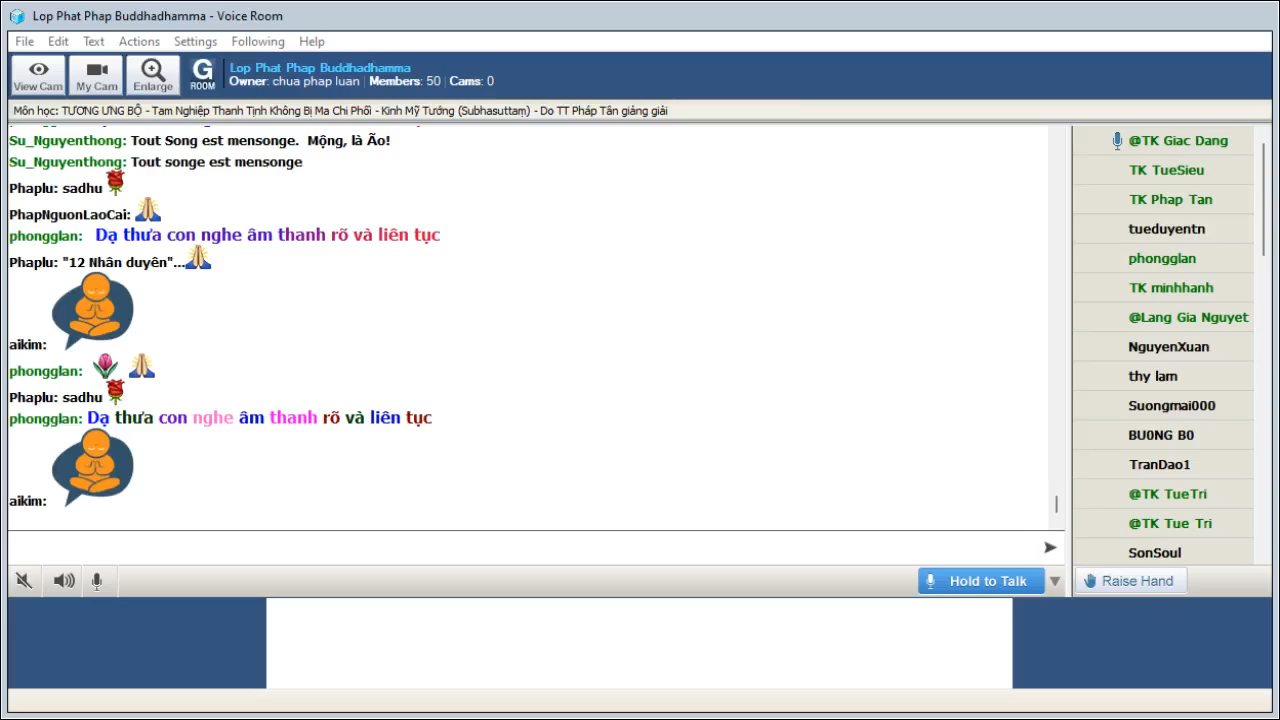 Lop Phat Phap Buddhadhamma - Voice Room
File Edit Text Actions Settings Following Help
View Cam My Cam Enlarge G ROOM
Lop Phat Phap Buddhadhamma
Owner: chua phap luan Members: 50 Cams: 0
Môn học: TƯƠNG ƯNG BỘ - Tam Nghiệp Thanh Tịnh Không Bị Ma Chi Phối - Kinh Mỹ Tướng (Subhasuttaṃ) - Do TT Pháp Tân giảng giải
Su_Nguyenthong: Tout Song est mensonge. Mộng, là Ão!
Su_Nguyenthong: Tout songe est mensonge
Phaplu: sadhu
PhapNguonLaoCai:
phongglan: Dạ thưa con nghe âm thanh rõ và liên tục
Phaplu: "12 Nhân duyên"...
aikim:
phongglan:
Phaplu: sadhu
phongglan: Dạ thưa con nghe âm thanh rõ và liên tục
aikim:
@TK Giac Dang
TK TueSieu
TK Phap Tan
tueduyentn
phongglan
TK minhhanh
@Lang Gia Nguyet
NguyenXuan
thy lam
Suongmai000
BU0NG B0
TranDao1
@TK TueTri
@TK Tue Tri
SonSoul
Hold to Talk
Raise Hand